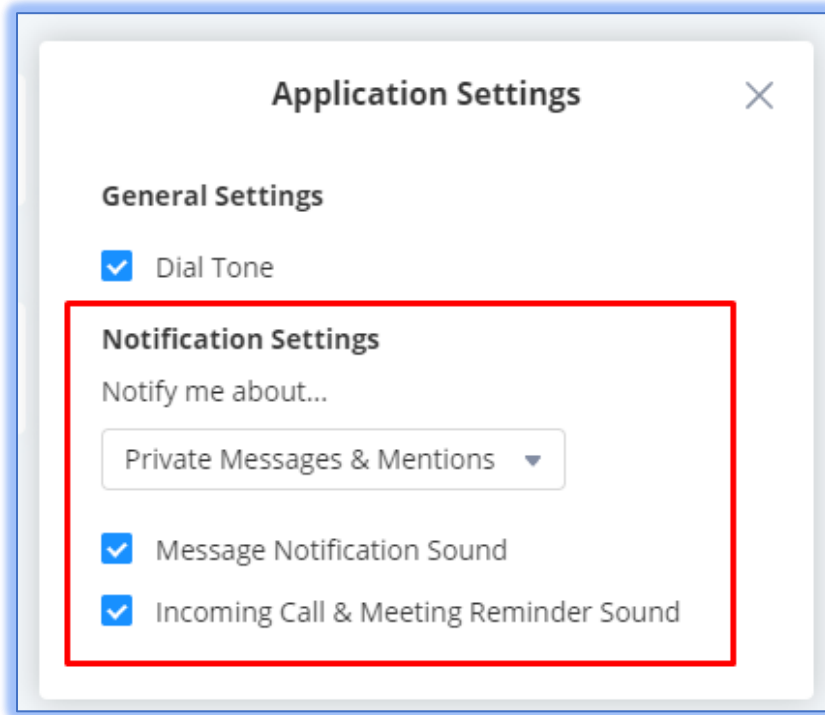 Application Settings
General Settings
Dial Tone
Notification Settings
Notify me about...
Private Messages & Mentions
Message Notification Sound
Incoming Call & Meeting Reminder Sound